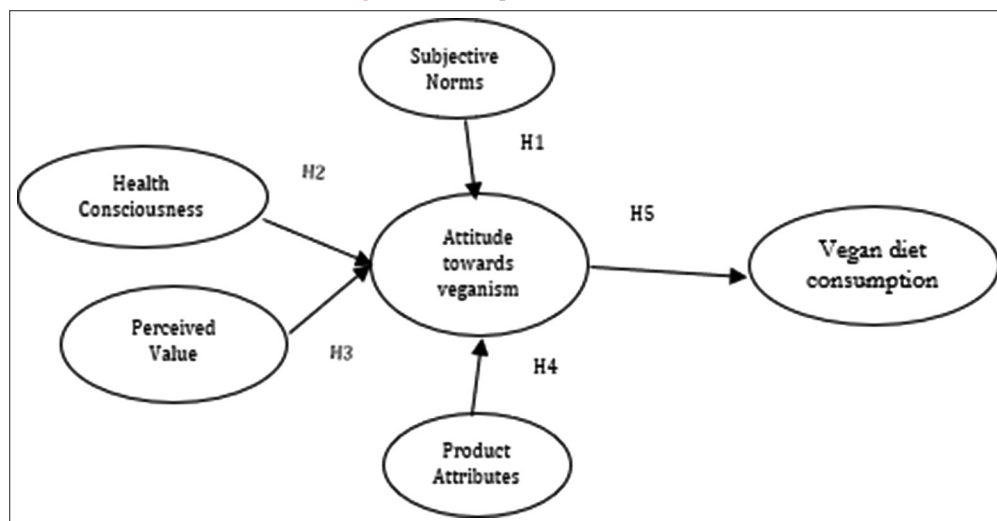 Subjective
Norms
H1
H2
Health
Consciousness
H5
Attitude
towards
veganism
Vegan diet
consumption
Perceived
Value
H3
H4
Product
Attributes